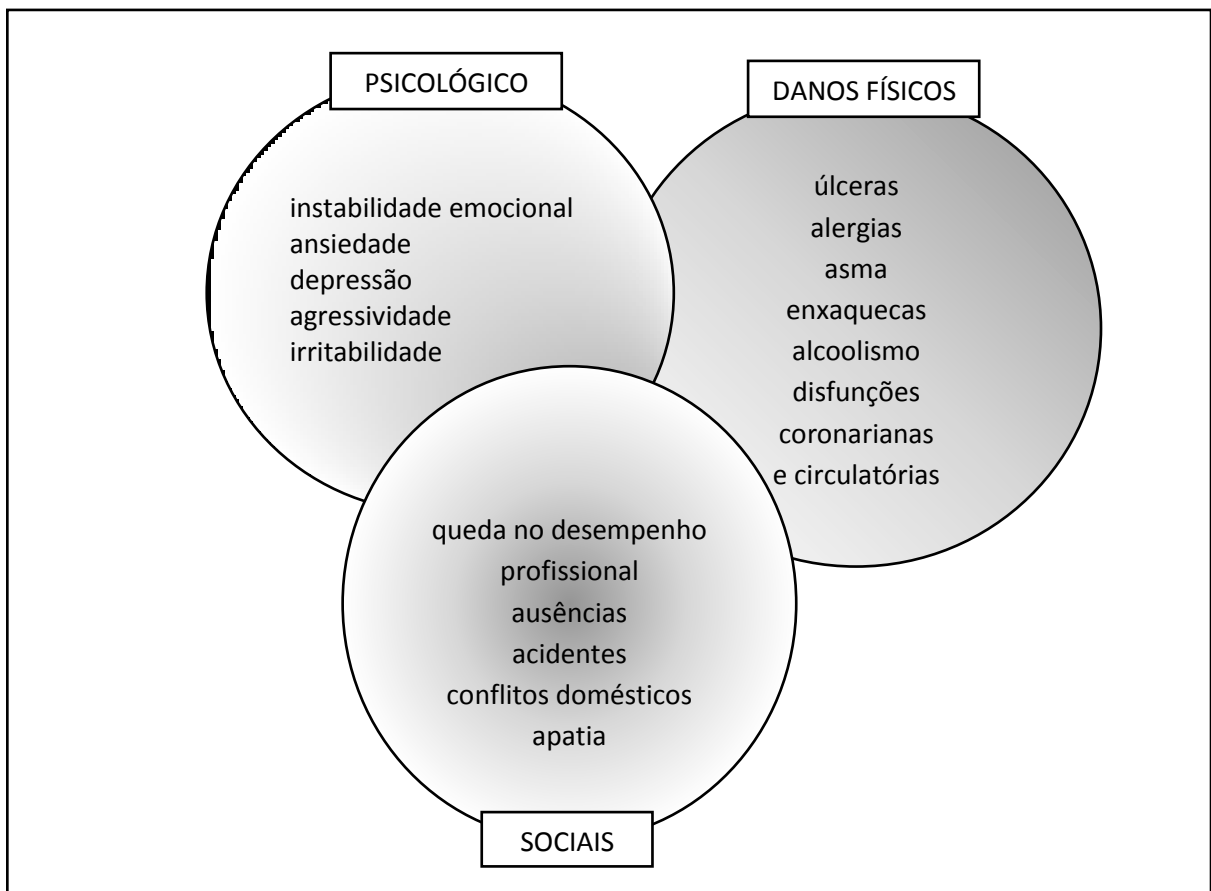 PSICOLÓGICO
instabilidade emocional
ansiedade
depressão
agressividade
irritabilidade
DANOS FÍSICOS
úlceras
alergias
asma
enxaquecas
alcoolismo
disfunções
coronarianas
e circulatórias
queda no desempenho
profissional
ausências
acidentes
conflitos domésticos
apatia
SOCIAIS